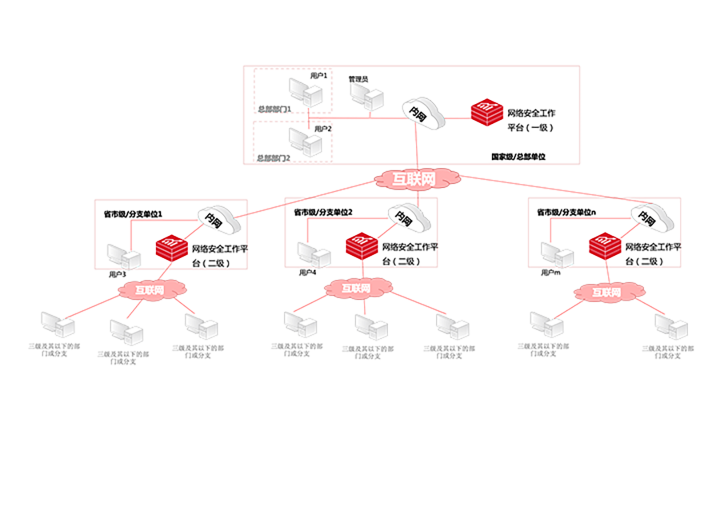 用户1
管理员
总部部门1
内网
网络安全工作
平台（一级）
用户2
总部部门2
国家级/总部单位
互联网
省市级/分支单位1
内网
网络安全工作平
台（二级）
用户3
省市级/分支单位2
内网
网络安全工作平
台（二级）
用户4
省市级/分支单位n
内网
网络安全工作平
台（二级）
用户m
互联网
互联网
互联网
三级及其以下的部
门或分支
三级及其以下的部
门或分支
三级及其以下的部
门或分支
三级及其以下的部
门或分支
三级及其以下的部
门或分支
三级及其以下的部
门或分支
三级及其以下的部
门或分支
三级及其以下的部
门或分支